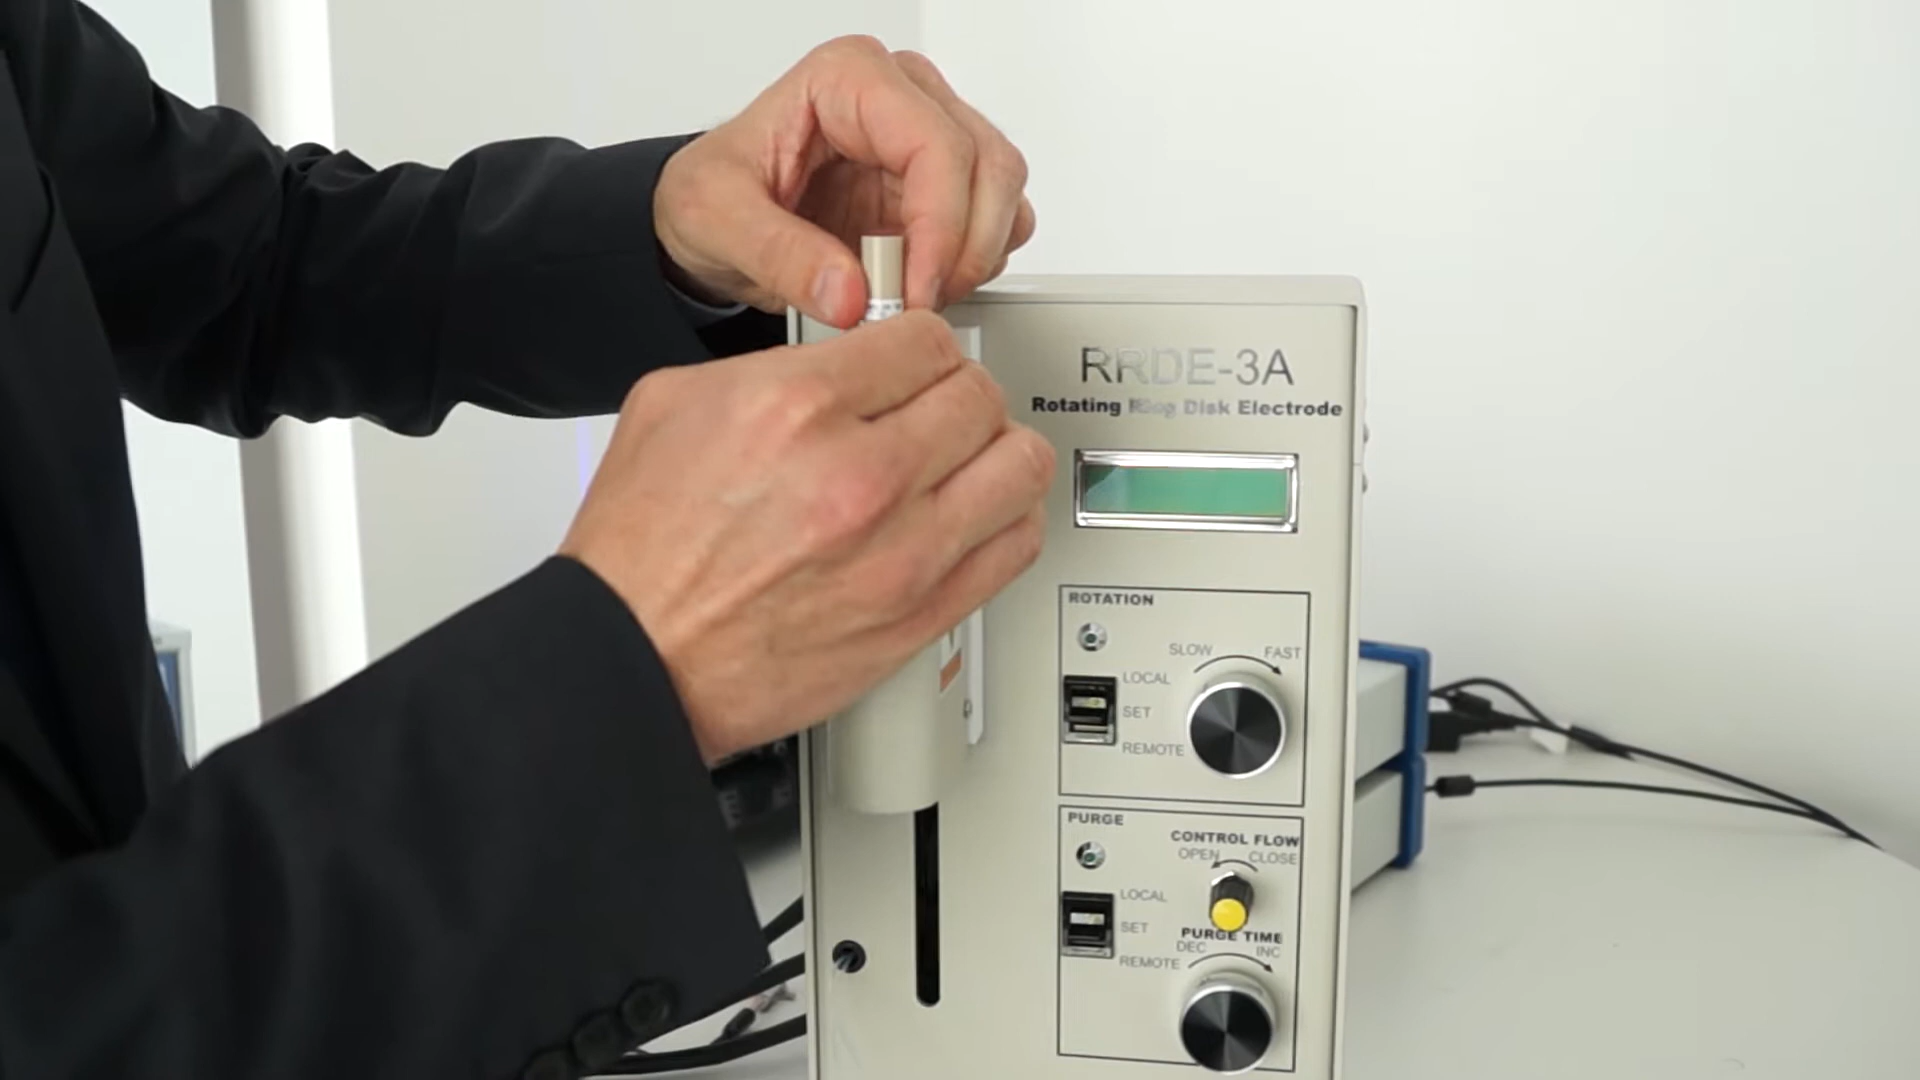 RRDE-3A
Rotating Ring Disk Electrode
ROTATION
SLOW FAST
LOCAL
SET
REMOTE
PURGE
CONTROL FLOW
OPEN CLOSE
LOCAL
SET
PURGE TIME
DEC INC
REMOTE